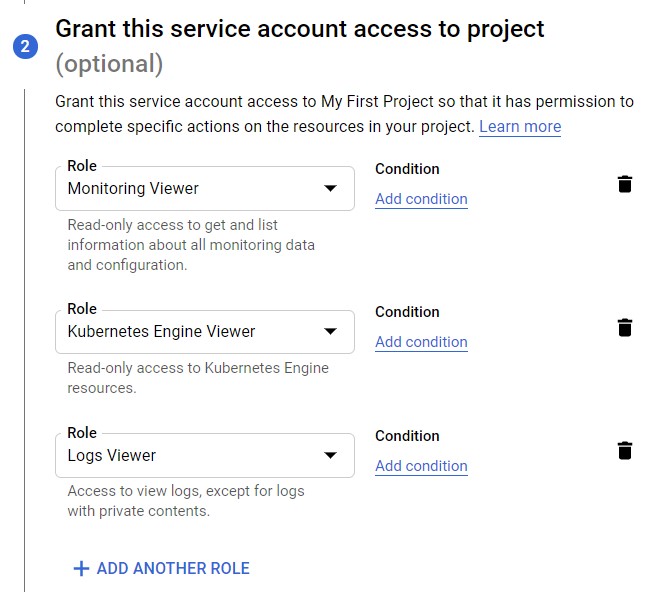 2
Grant this service account access to project
(optional)
Grant this service account access to My First Project so that it has permission to
complete specific actions on the resources in your project. Learn more
Role
Monitoring Viewer
Condition
Add condition
Read-only access to get and list
information about all monitoring data
and configuration.
Role
Kubernetes Engine Viewer
Condition
Add condition
Read-only access to Kubernetes Engine
resources.
Role
Logs Viewer
Condition
Add condition
Access to view logs, except for logs
with private contents.
+ ADD ANOTHER ROLE